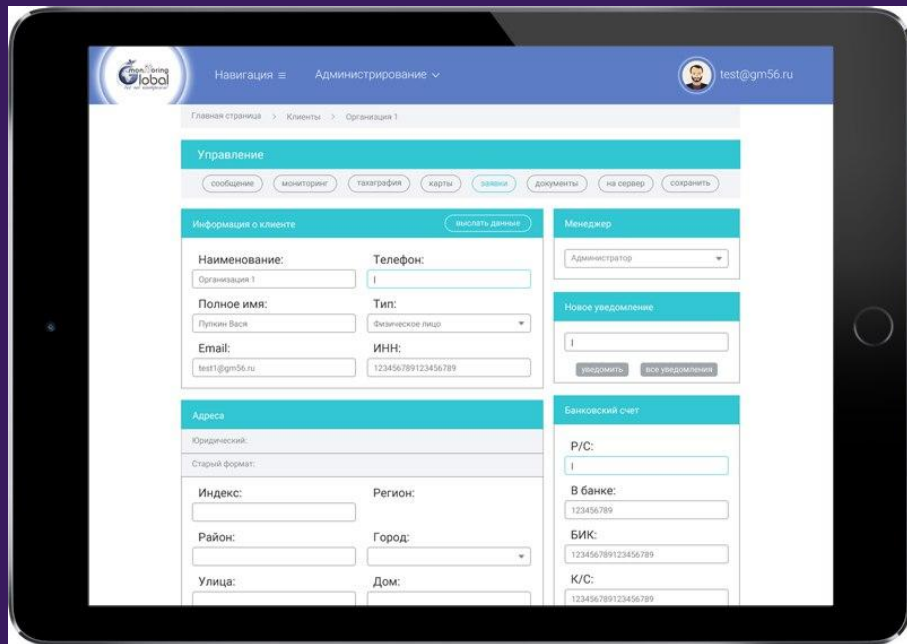 monitoring
Global
Навигация
Администрирование
test@gm56.ru
Главная страница > Клиенты > Организация 1
Управление
сообщение
мониторинг
тахаграфия
карты
заявки
документы
на сервер
сохранить
Информация о клиенте
выслать данные
Наименование:
Телефон:
Организация 1
Полное имя:
Тип:
Пупкин Вася
Физическое лицо
Email:
ИНН:
test1@gm56.ru
123456789123456789
Менеджер
Администратор
Новое уведомление
уведомить
все уведомления
Адреса
Юридический:
Старый формат:
Индекс:
Регион:
Район:
Город:
Улица:
Дом:
Банковский счет
Р/С:
В банке:
123456789
БИК:
123456789123456789
К/С:
123456789123456789